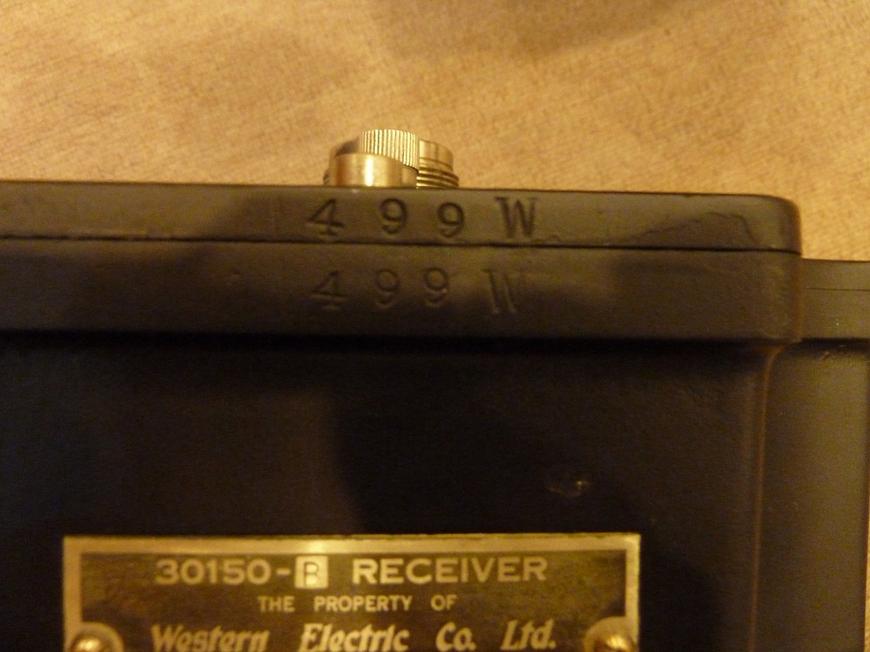 499W
499W
30150-B RECEIVER
THE PROPERTY OF
Western Electric Co. Ltd.